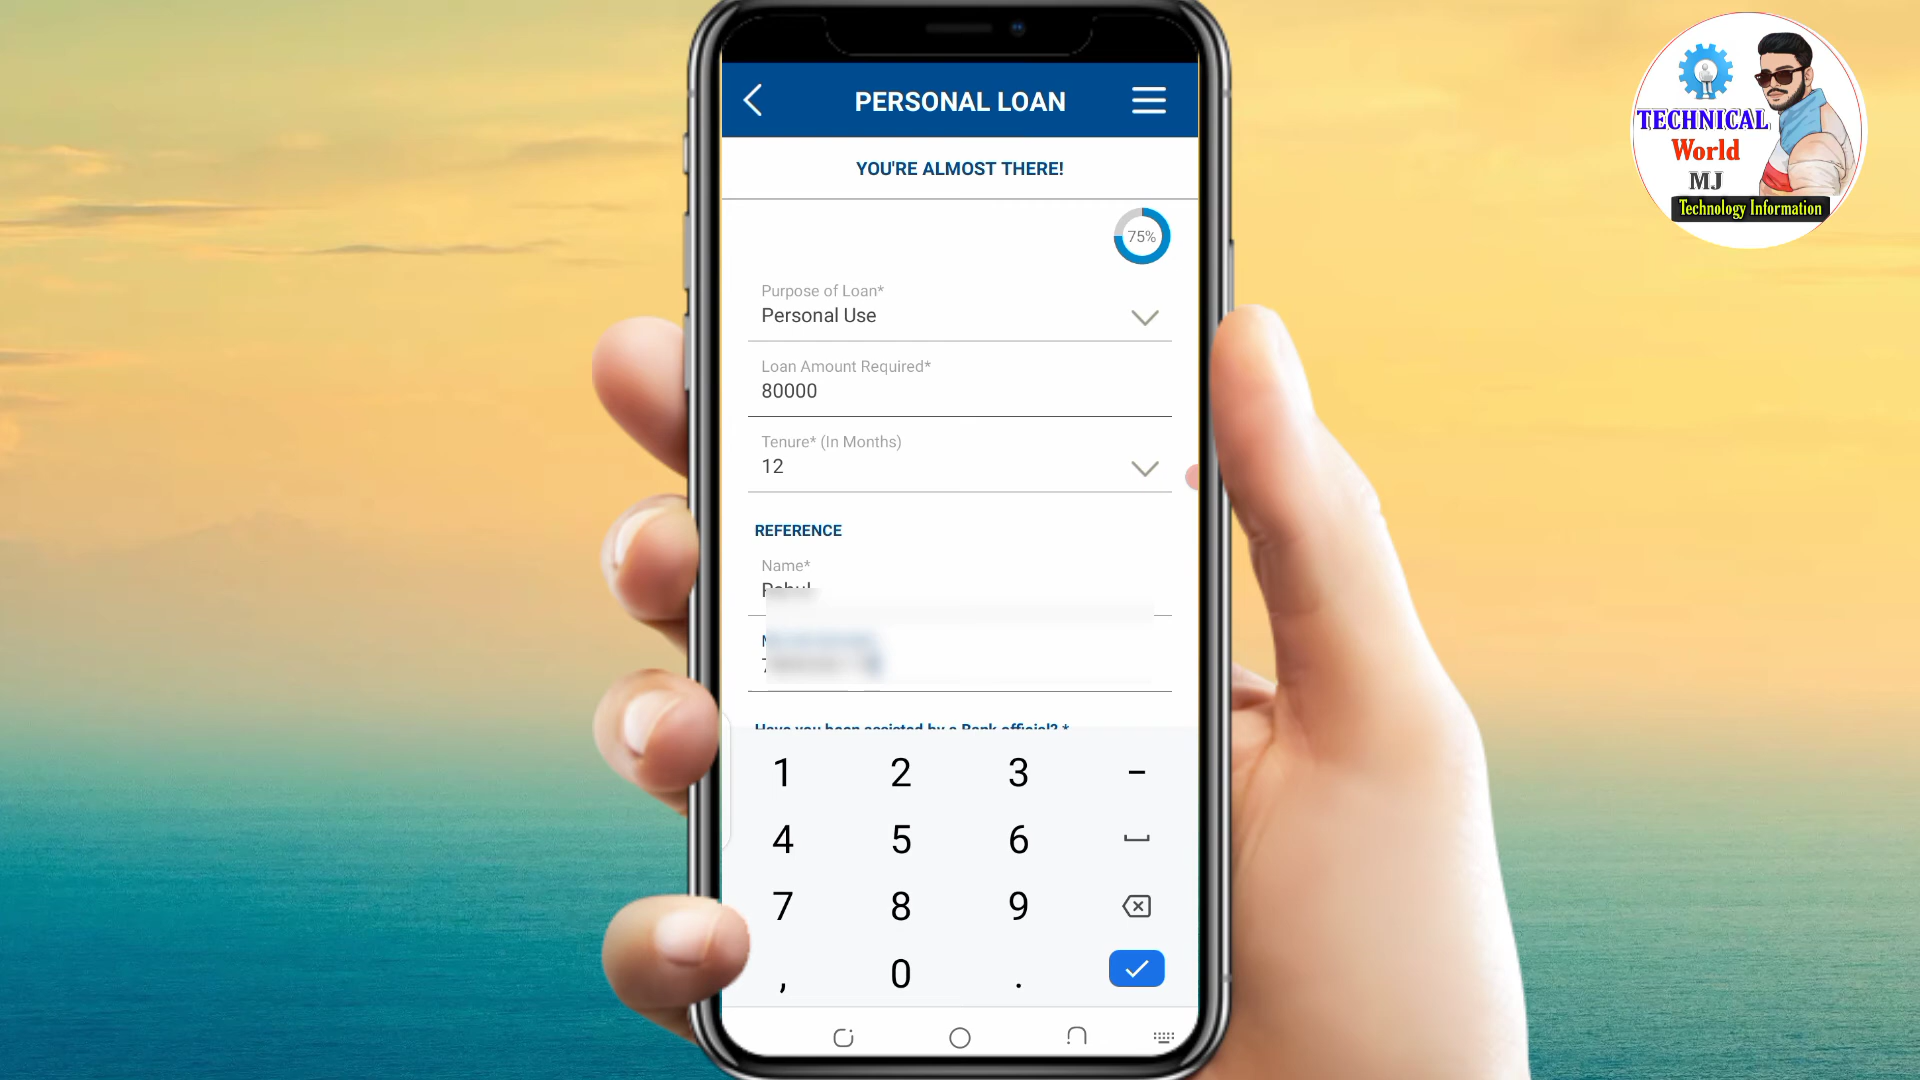 PERSONAL LOAN
YOU'RE ALMOST THERE!
75%
Purpose of Loan*
Personal Use
Loan Amount Required*
80000
Tenure* (In Months)
12
REFERENCE
Name*
Have you been assisted by a Bank official? *
1 2 3 -
4 5 6
7 8 9
, 0 .
TECHNICAL
World
MJ
Technology Information